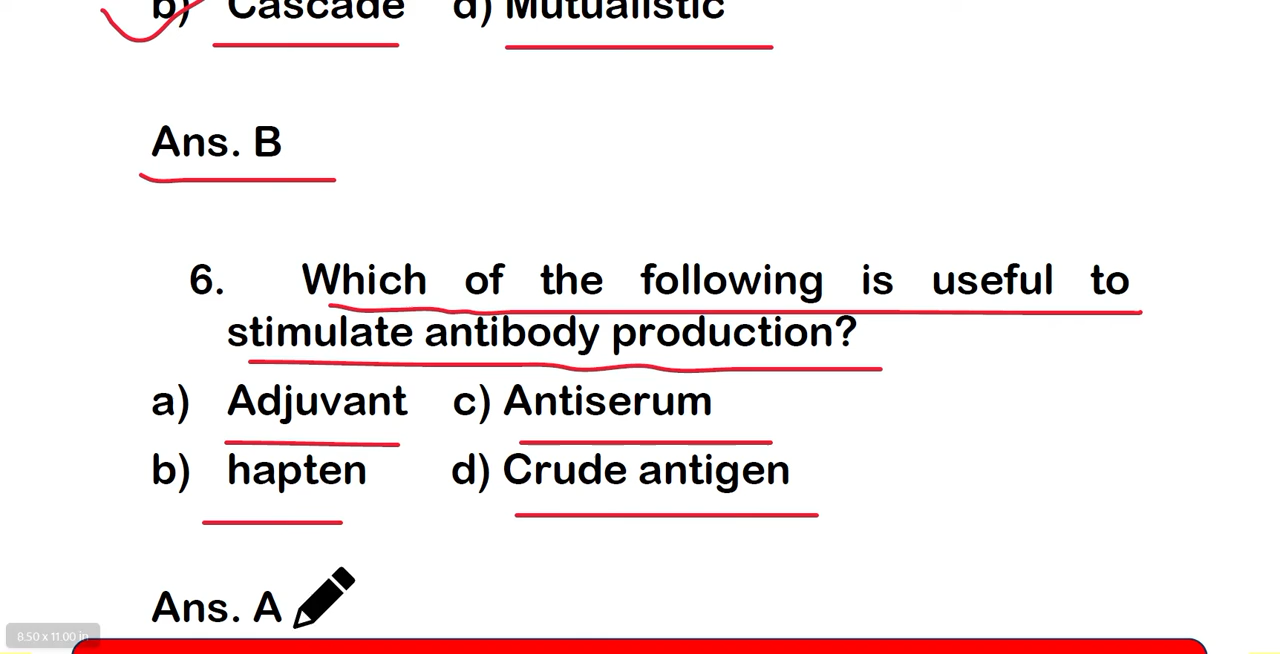 b) Cascade d) Mutualistic
Ans. B
6. Which of the following is useful to
stimulate antibody production?
a) Adjuvant c) Antiserum
b) hapten d) Crude antigen
Ans. A
8.50 x 11.00 in